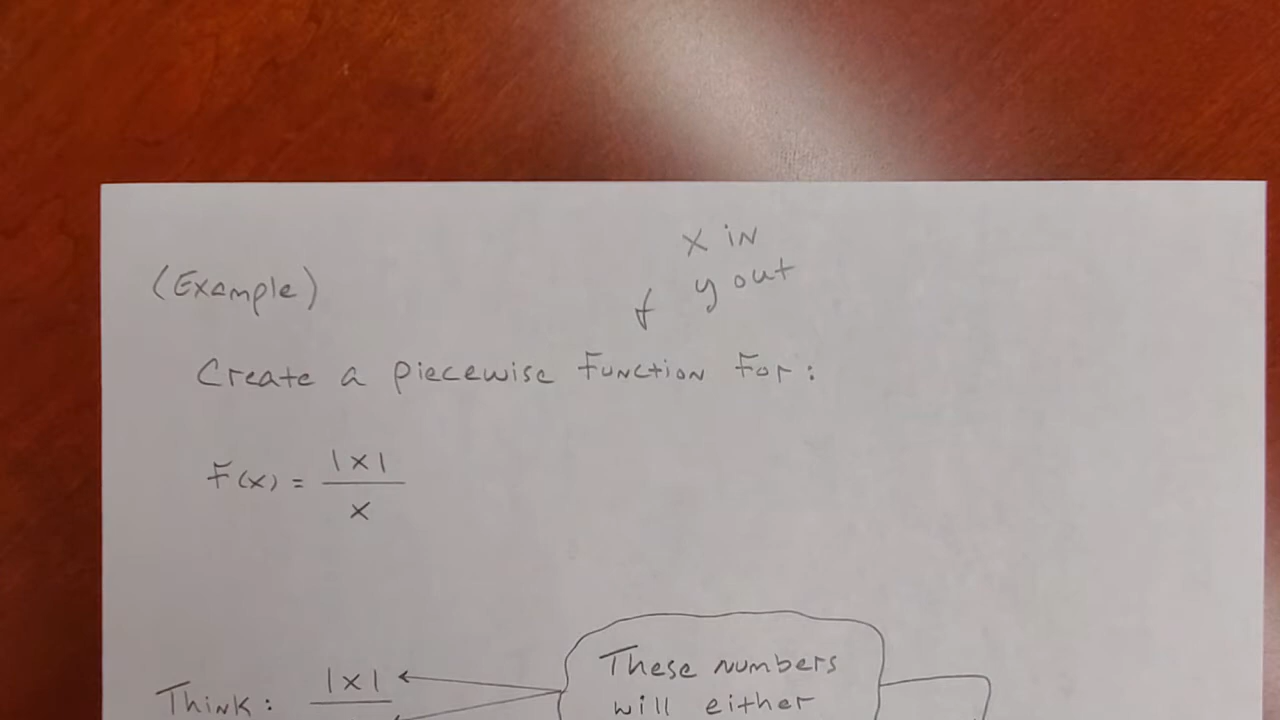 x in
y out
(Example)
f
Create a piecewise function for:
F(x) = |x| / x
These numbers
will either
Think: |x|